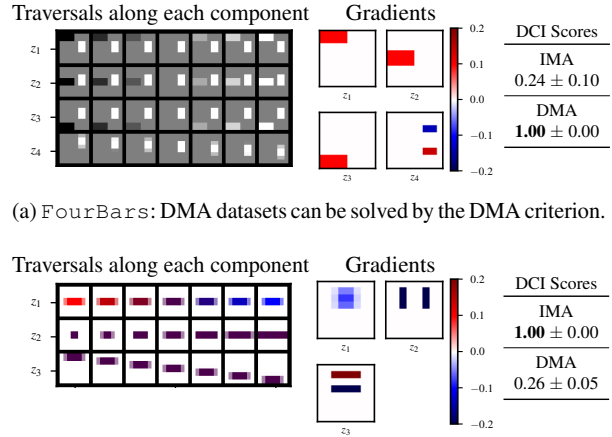 Traversals along each component
Gradients
z1
z2
z3
z4
z1
z2
z3
z4
0.2
0.1
0.0
−0.1
−0.2
DCI Scores
IMA
0.24 ± 0.10
DMA
1.00 ± 0.00
(a) FourBars: DMA datasets can be solved by the DMA criterion.
Traversals along each component
Gradients
z1
z2
z3
z1
z2
z3
0.2
0.1
0.0
−0.1
−0.2
DCI Scores
IMA
1.00 ± 0.00
DMA
0.26 ± 0.05